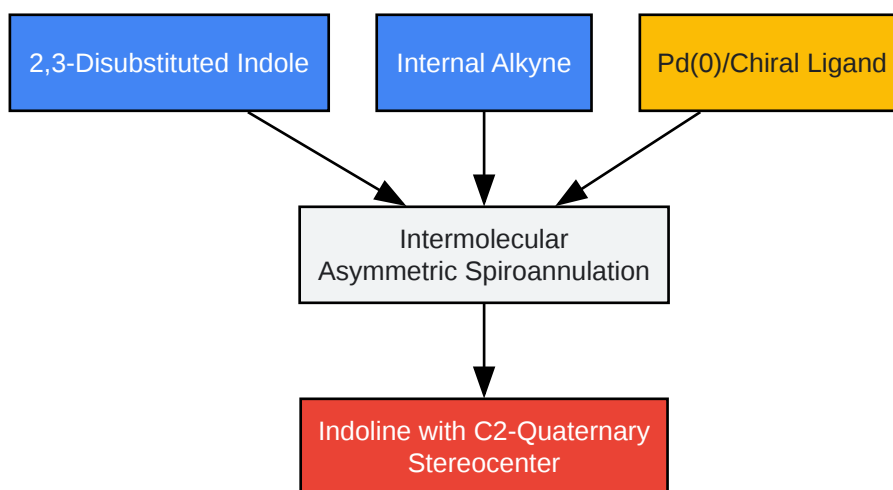 2,3-Disubstituted Indole
Internal Alkyne
Pd(0)/Chiral Ligand
Intermolecular
Asymmetric Spiroannulation
Indoline with C2-Quaternary
Stereocenter